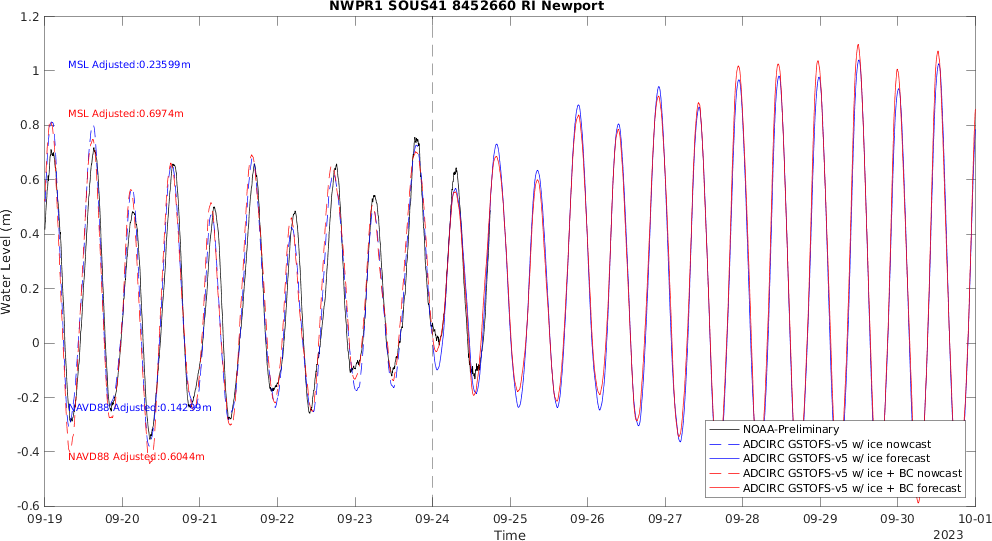 NWPR1 SOUS41 8452660 RI Newport
1.2
1
0.8
0.6
0.4
0.2
0
-0.2
-0.4
-0.6
Water Level (m)
MSL Adjusted:0.23599m
MSL Adjusted:0.6974m
NAVD88 Adjusted:0.14299m
NAVD88 Adjusted:0.6044m
NOAA-Preliminary
ADCIRC GSTOFS-v5 w/ ice nowcast
ADCIRC GSTOFS-v5 w/ ice forecast
ADCIRC GSTOFS-v5 w/ ice + BC nowcast
ADCIRC GSTOFS-v5 w/ ice + BC forecast
09-19 09-20 09-21 09-22 09-23 09-24 09-25 09-26 09-27 09-28 09-29 09-30 10-01
Time
2023